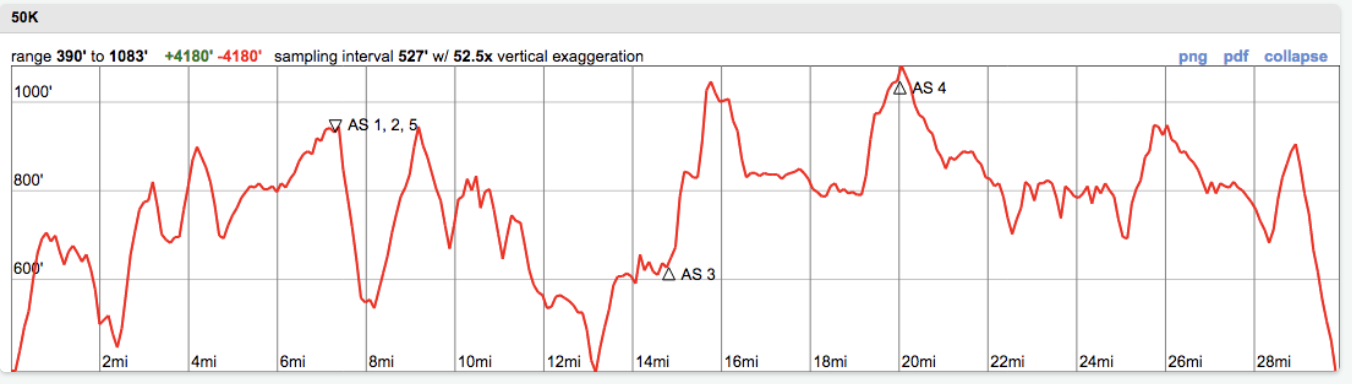 50K
range 390' to 1083' +4180' -4180' sampling interval 527' w/ 52.5x vertical exaggeration
png pdf collapse
1000'
AS 4
AS 1, 2, 5
800'
600'
AS 3
2mi 4mi 6mi 8mi 10mi 12mi 14mi 16mi 18mi 20mi 22mi 24mi 26mi 28mi